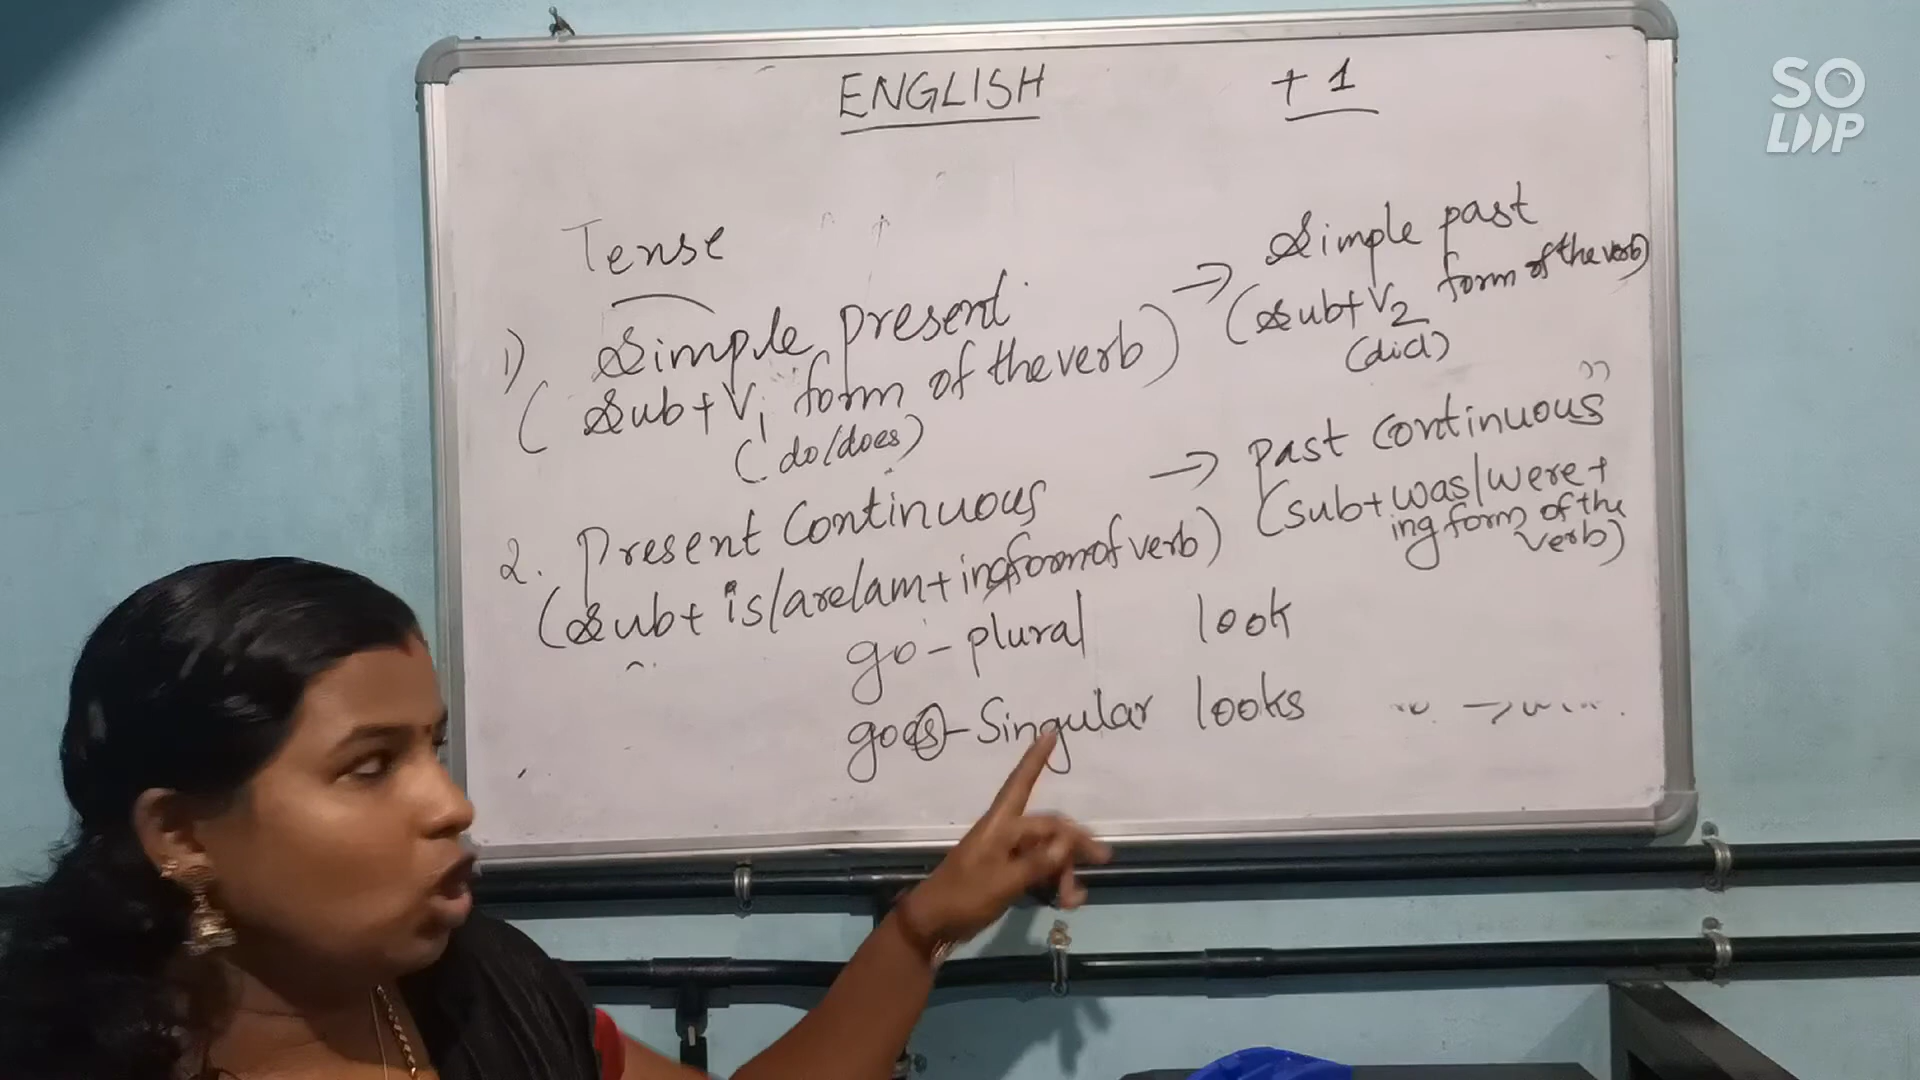 ENGLISH +1
Tense
1) Simple present → Simple past
(Sub+V1 form of the verb) (Sub+V2 form of the verb)
(do/does) (did)
2. Present Continuous → past continuous ))
(Sub+ is/are/am+ing form of verb) (sub+was/were+
ing form of the
verb)
go - plural look
goes - Singular looks
SO
LOOP